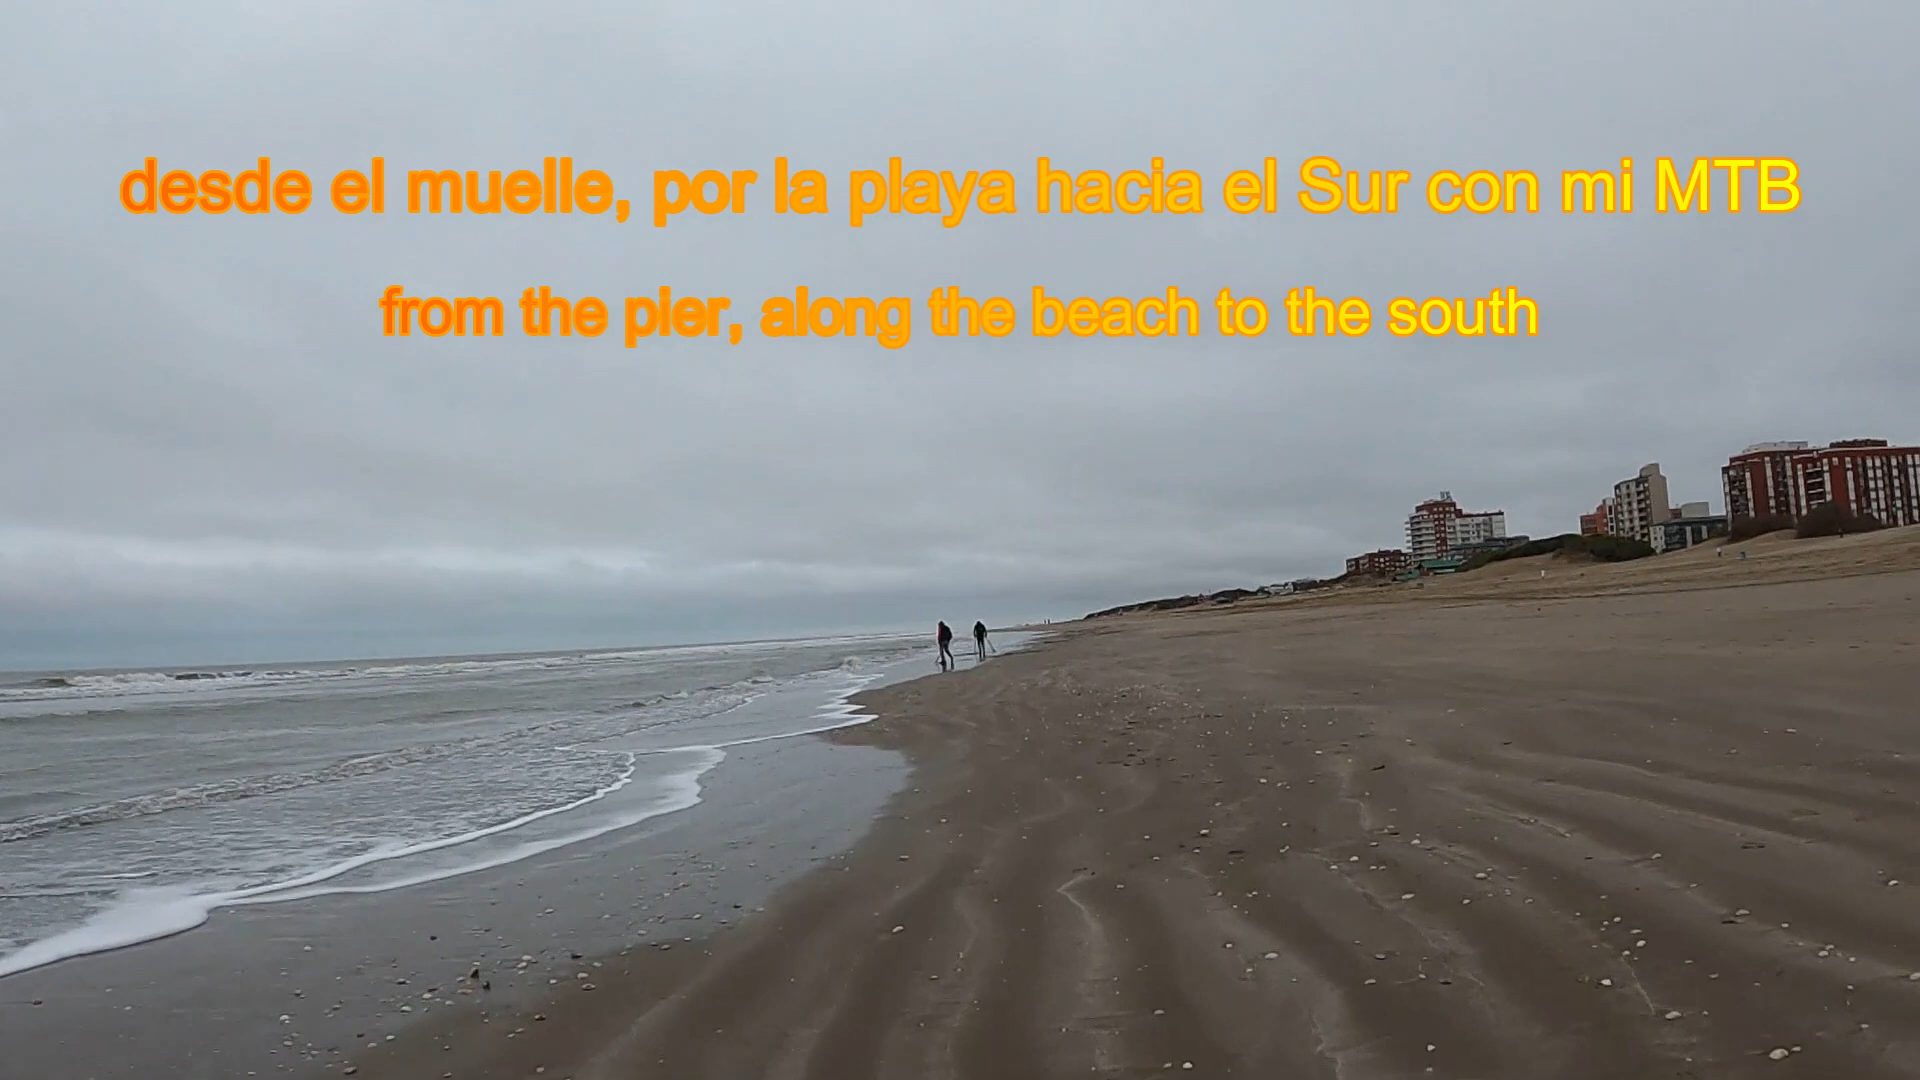 desde el muelle, por la playa hacia el Sur con mi MTB
from the pier, along the beach to the south